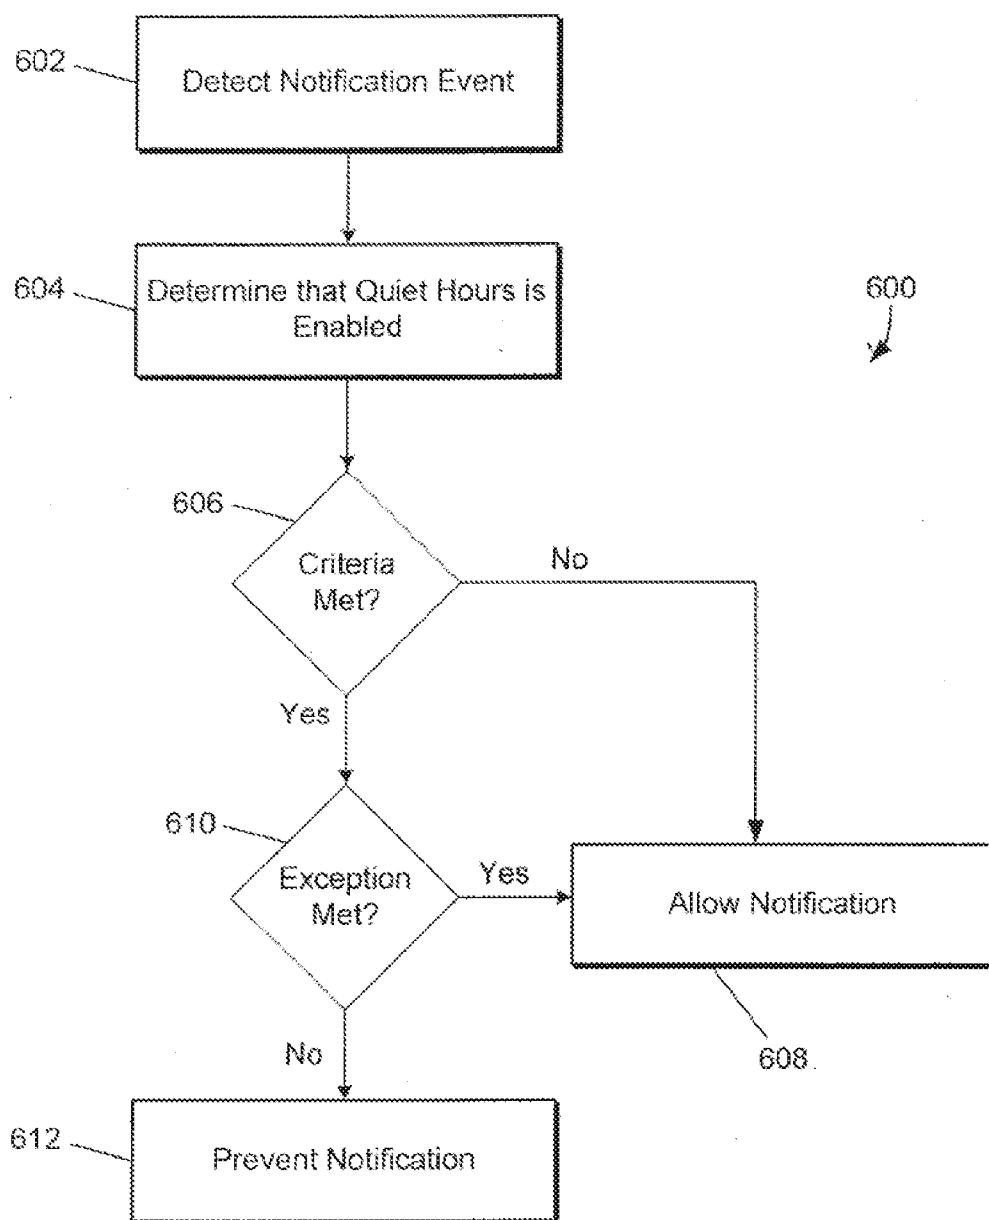 602
Detect Notification Event
604
Determine that Quiet Hours is
Enabled
600
606
Criteria
Met?
No
Yes
610
Exception
Met?
Yes
Allow Notification
608
No
612
Prevent Notification